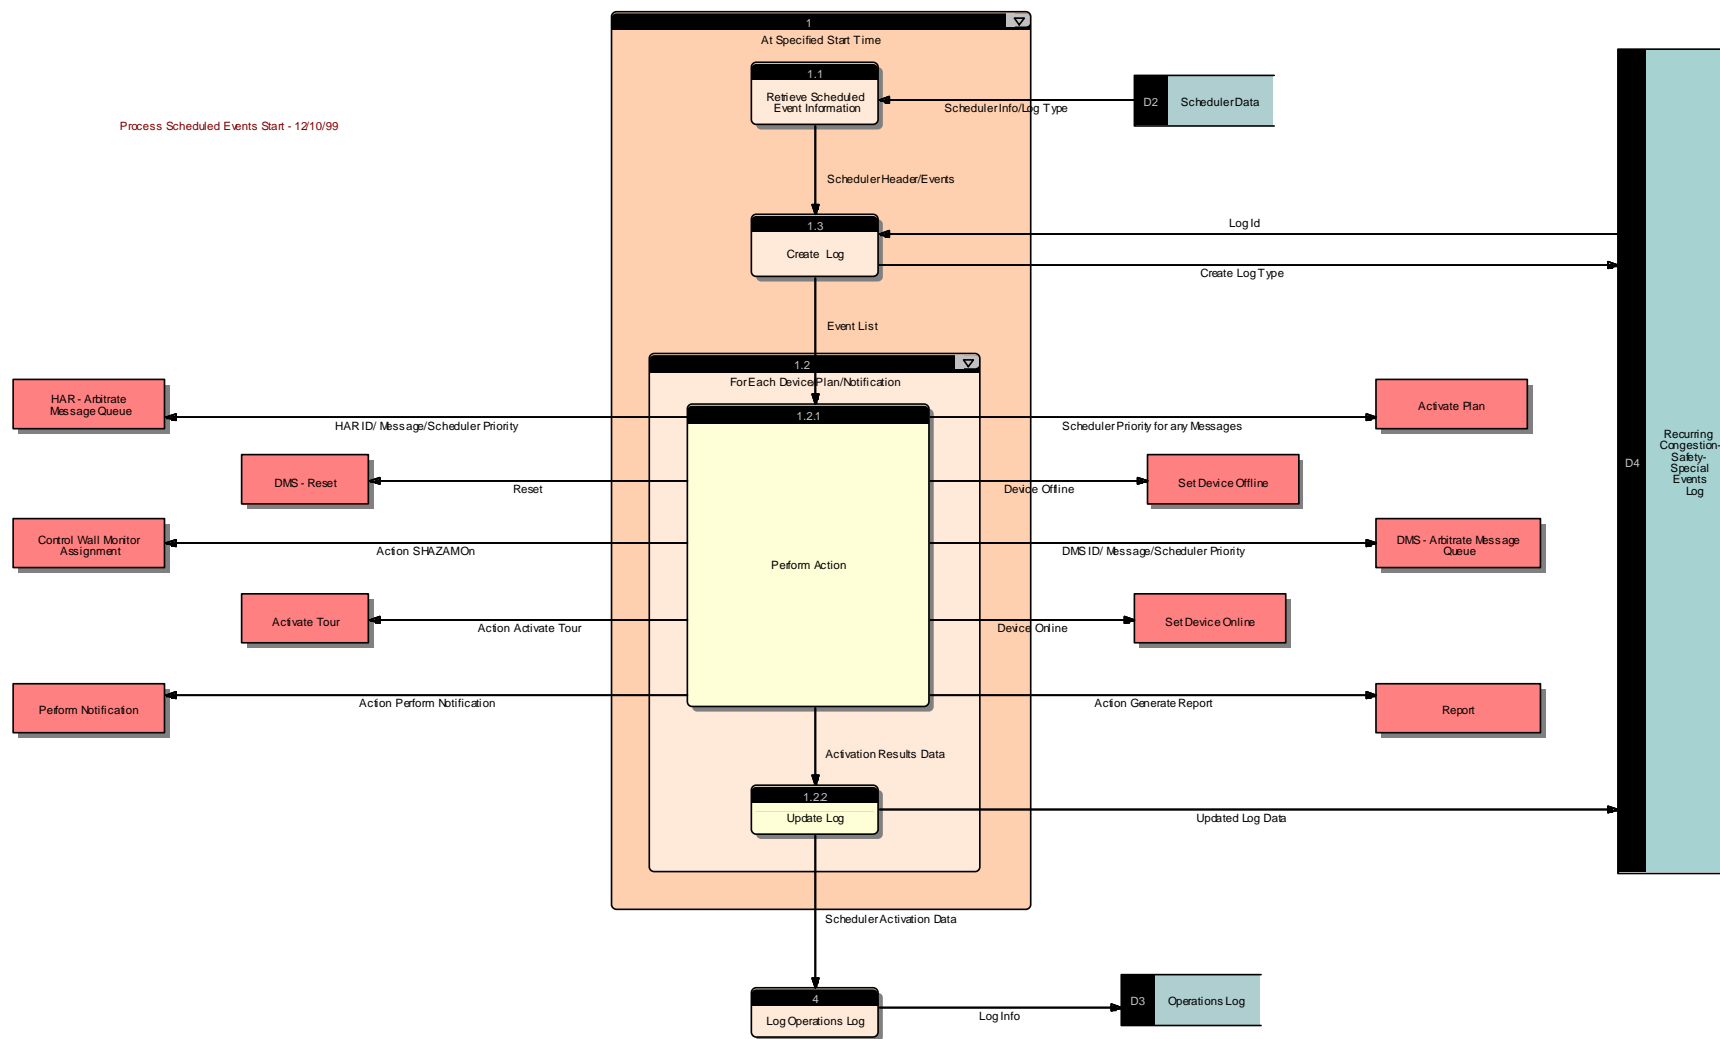 1
At Specified Start Time
1.1
Retrieve Scheduled
Event Information
Scheduler Info/Log Type
D2
Scheduler Data
Process Scheduled Events Start - 12/10/99
Scheduler Header/Events
1.3
Create Log
Log Id
Create Log Type
Event List
1.2
For Each Device Plan/Notification
HAR - Arbitrate
Message Queue
HAR ID/ Message/Scheduler Priority
1.2.1
Perform Action
Scheduler Priority for any Messages
Activate Plan
DMS - Reset
Reset
Device Offline
Set Device Offline
Control Wall Monitor
Assignment
Action SHAZAMOn
DMS ID/ Message/Scheduler Priority
DMS - Arbitrate Message
Queue
Activate Tour
Action Activate Tour
Device Online
Set Device Online
Perform Notification
Action Perform Notification
Action Generate Report
Report
D4
Recurring
Congestion-
Safety-
Special
Events
Log
Activation Results Data
1.2.2
Update Log
Updated Log Data
Scheduler Activation Data
4
Log Operations Log
Log Info
D3
Operations Log